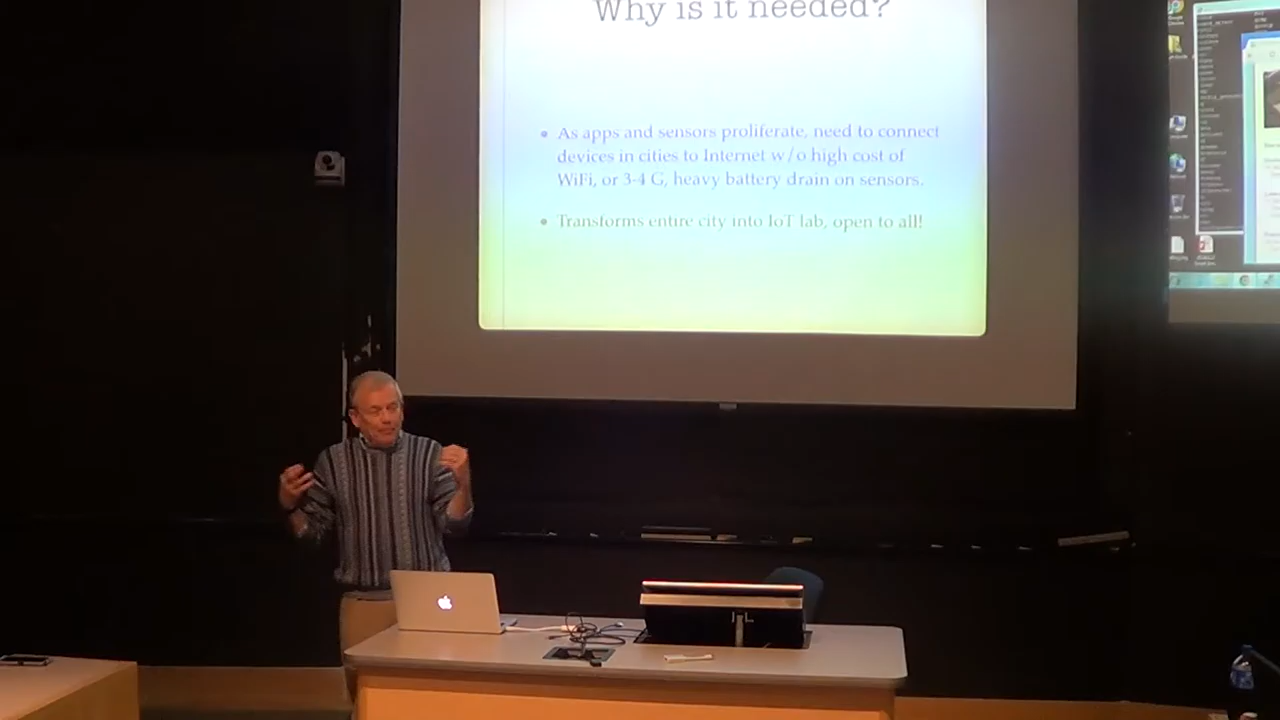 Why is it needed?
• As apps and sensors proliferate, need to connect
devices in cities to Internet w/o high cost of
WiFi, or 3-4 G, heavy battery drain on sensors.
• Transforms entire city into IoT lab, open to all!